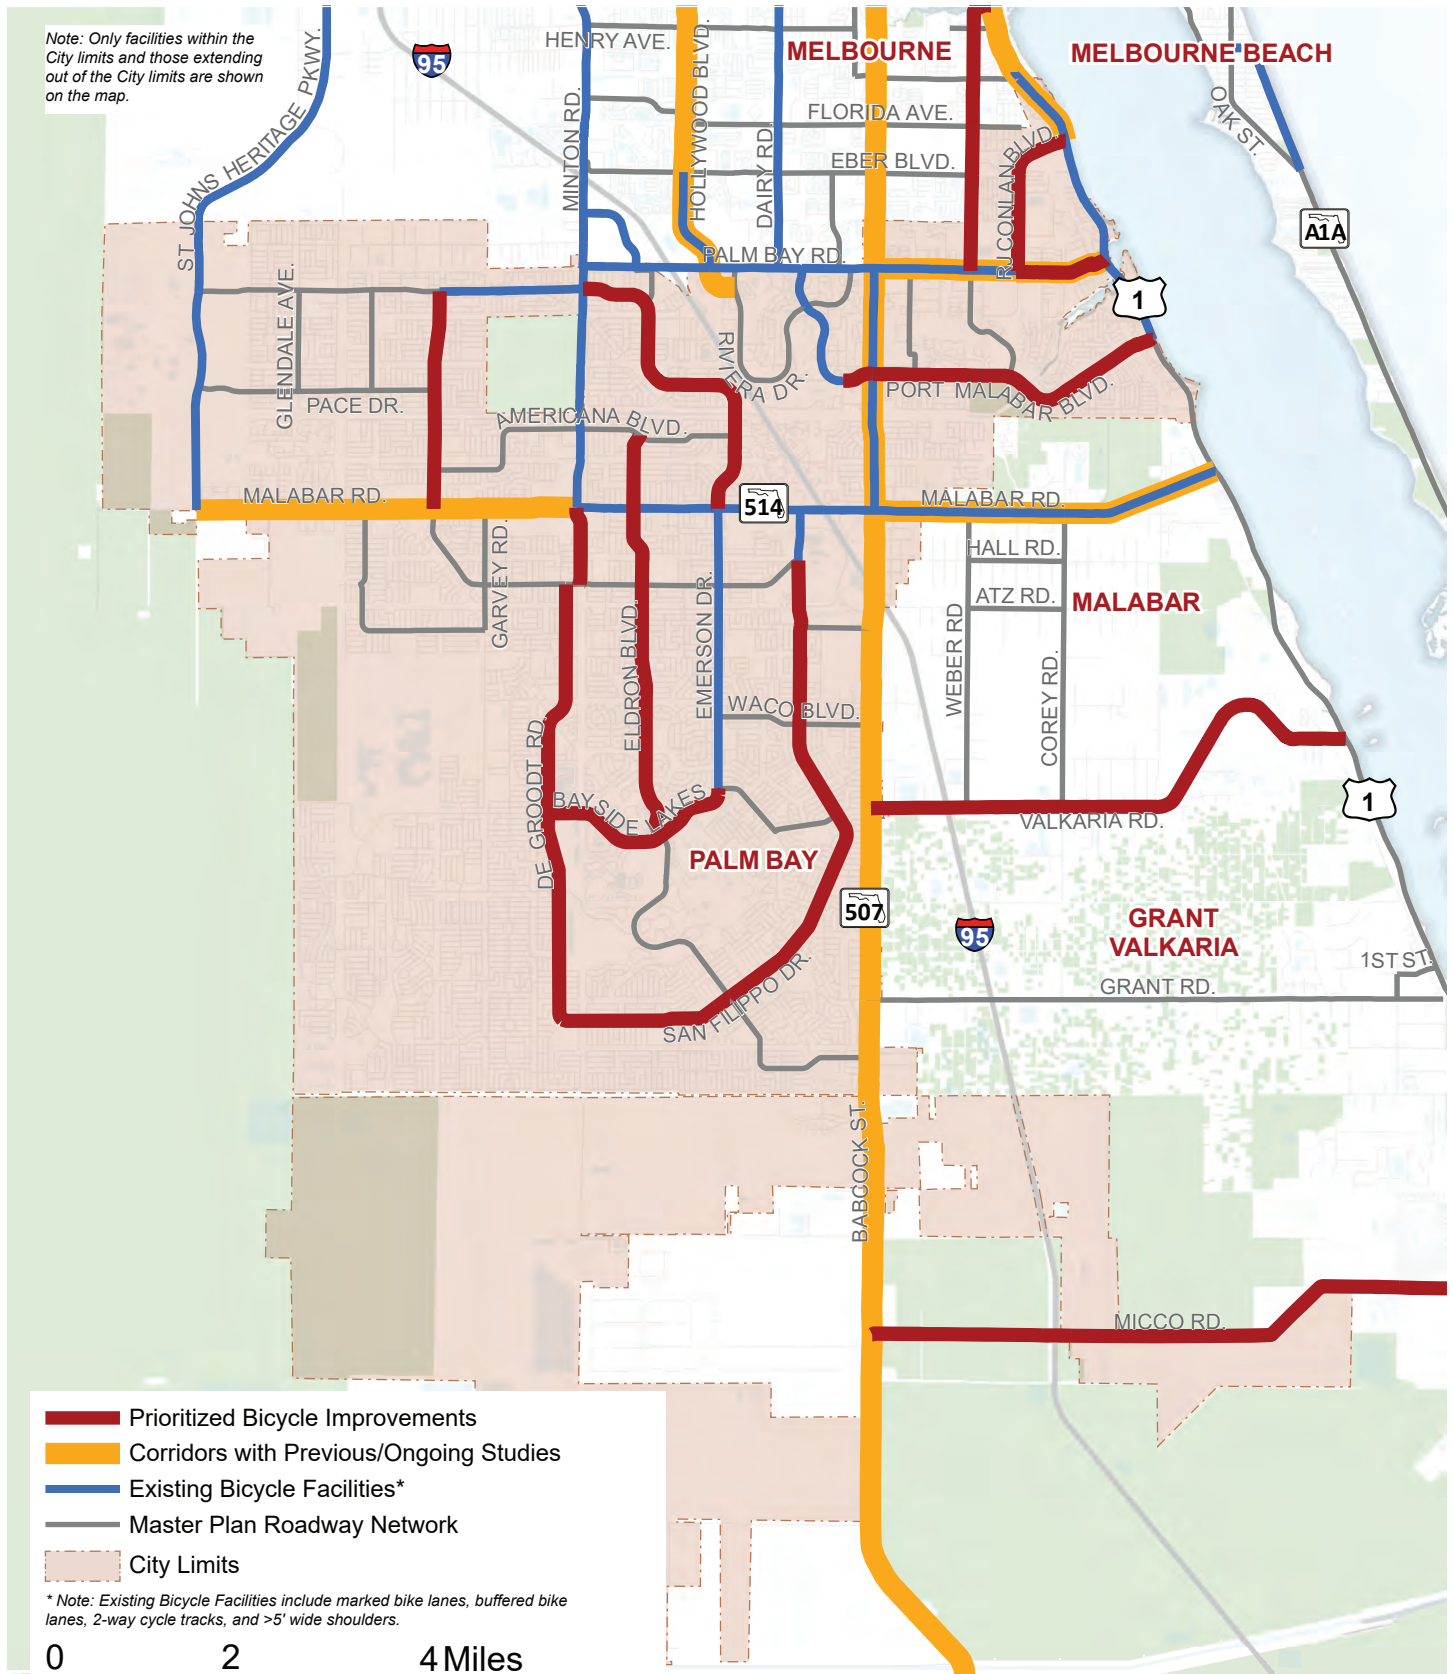 Note: Only facilities within the
City limits and those extending
out of the City limits are shown
on the map.
ST JOHNS HERITAGE PKWY.
95
HENRY AVE.
HOLLYWOOD BLVD.
MELBOURNE
MELBOURNE BEACH
OAK ST.
MINTON RD.
DAIRY RD.
FLORIDA AVE.
EBER BLVD.
RJ CONLAN BLVD.
A1A
PALM BAY RD.
1
GLENDALE AVE.
RIVIERA DR.
PACE DR.
AMERICANA BLVD.
PORT MALABAR BLVD.
MALABAR RD.
514
MALABAR RD.
GARVEY RD.
HALL RD.
ATZ RD.
MALABAR
WEBER RD
COREY RD.
ELDRON BLVD.
EMERSON DR.
WACO BLVD.
DE GROODT RD.
BAYSIDE LAKES
1
VALKARIA RD.
PALM BAY
507
95
GRANT
VALKARIA
1ST ST.
GRANT RD.
SAN FILIPPO DR.
BABCOCK ST.
MICCO RD.
Prioritized Bicycle Improvements
Corridors with Previous/Ongoing Studies
Existing Bicycle Facilities*
Master Plan Roadway Network
City Limits
* Note: Existing Bicycle Facilities include marked bike lanes, buffered bike
lanes, 2-way cycle tracks, and >5' wide shoulders.
0 2 4 Miles